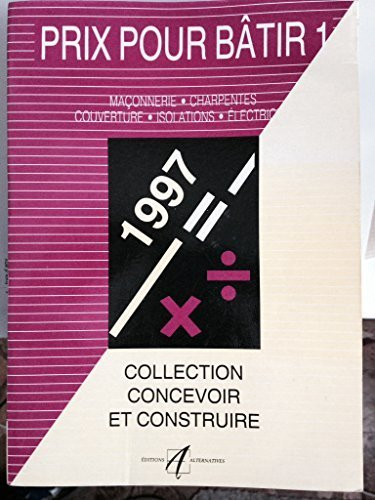 PRIX POUR BÂTIR 1
MAÇONNERIE • CHARPENTES
COUVERTURE • ISOLATIONS • ÉLECTRIC
1997
COLLECTION
CONCEVOIR
ET CONSTRUIRE
ÉDITIONS A ALTERNATIVES